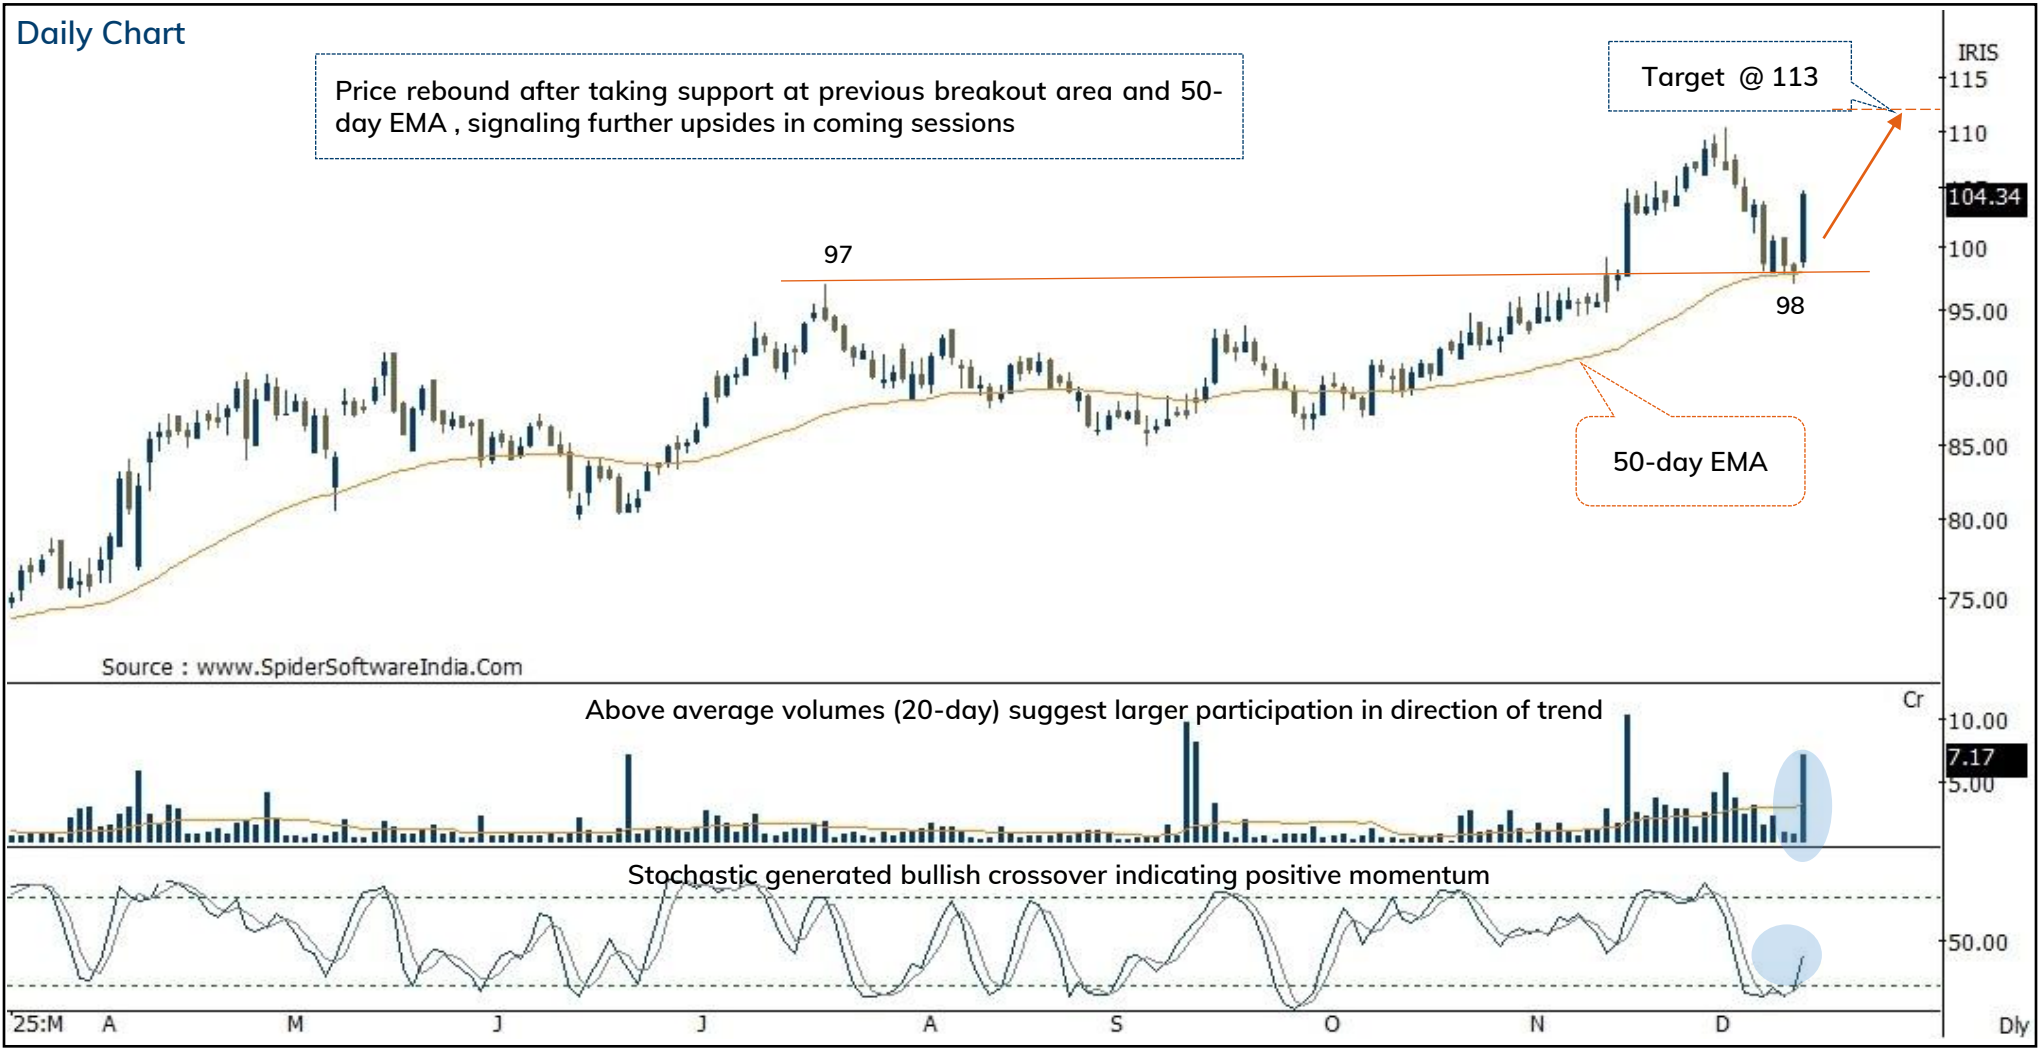 Daily Chart
Price rebound after taking support at previous breakout area and 50-
day EMA , signaling further upsides in coming sessions
Target @ 113
IRIS
115
110
104.34
100
95.00
90.00
85.00
80.00
75.00
97
98
50-day EMA
Source : www.SpiderSoftwareIndia.Com
Above average volumes (20-day) suggest larger participation in direction of trend
Cr
10.00
7.17
5.00
Stochastic generated bullish crossover indicating positive momentum
50.00
'25:M A M J J A S O N D Dly